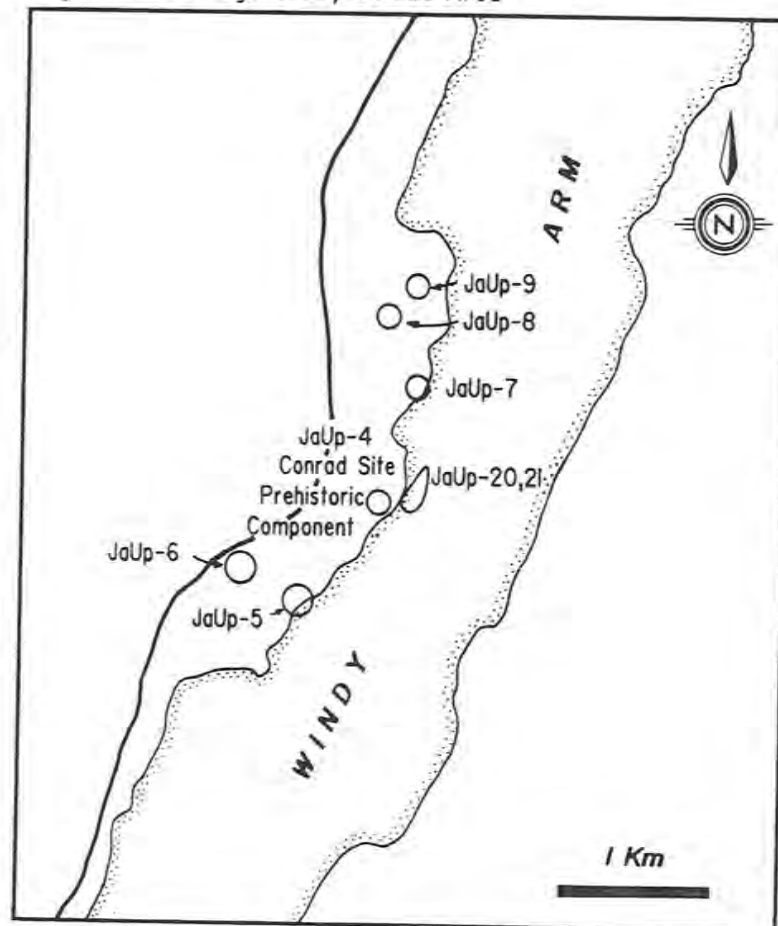 ARM
N
JaUp-9
JaUp-8
JaUp-7
JaUp-4
Conrad Site
Prehistoric
Component
JaUp-20,21
JaUp-6
JaUp-5
WINDY
1 Km